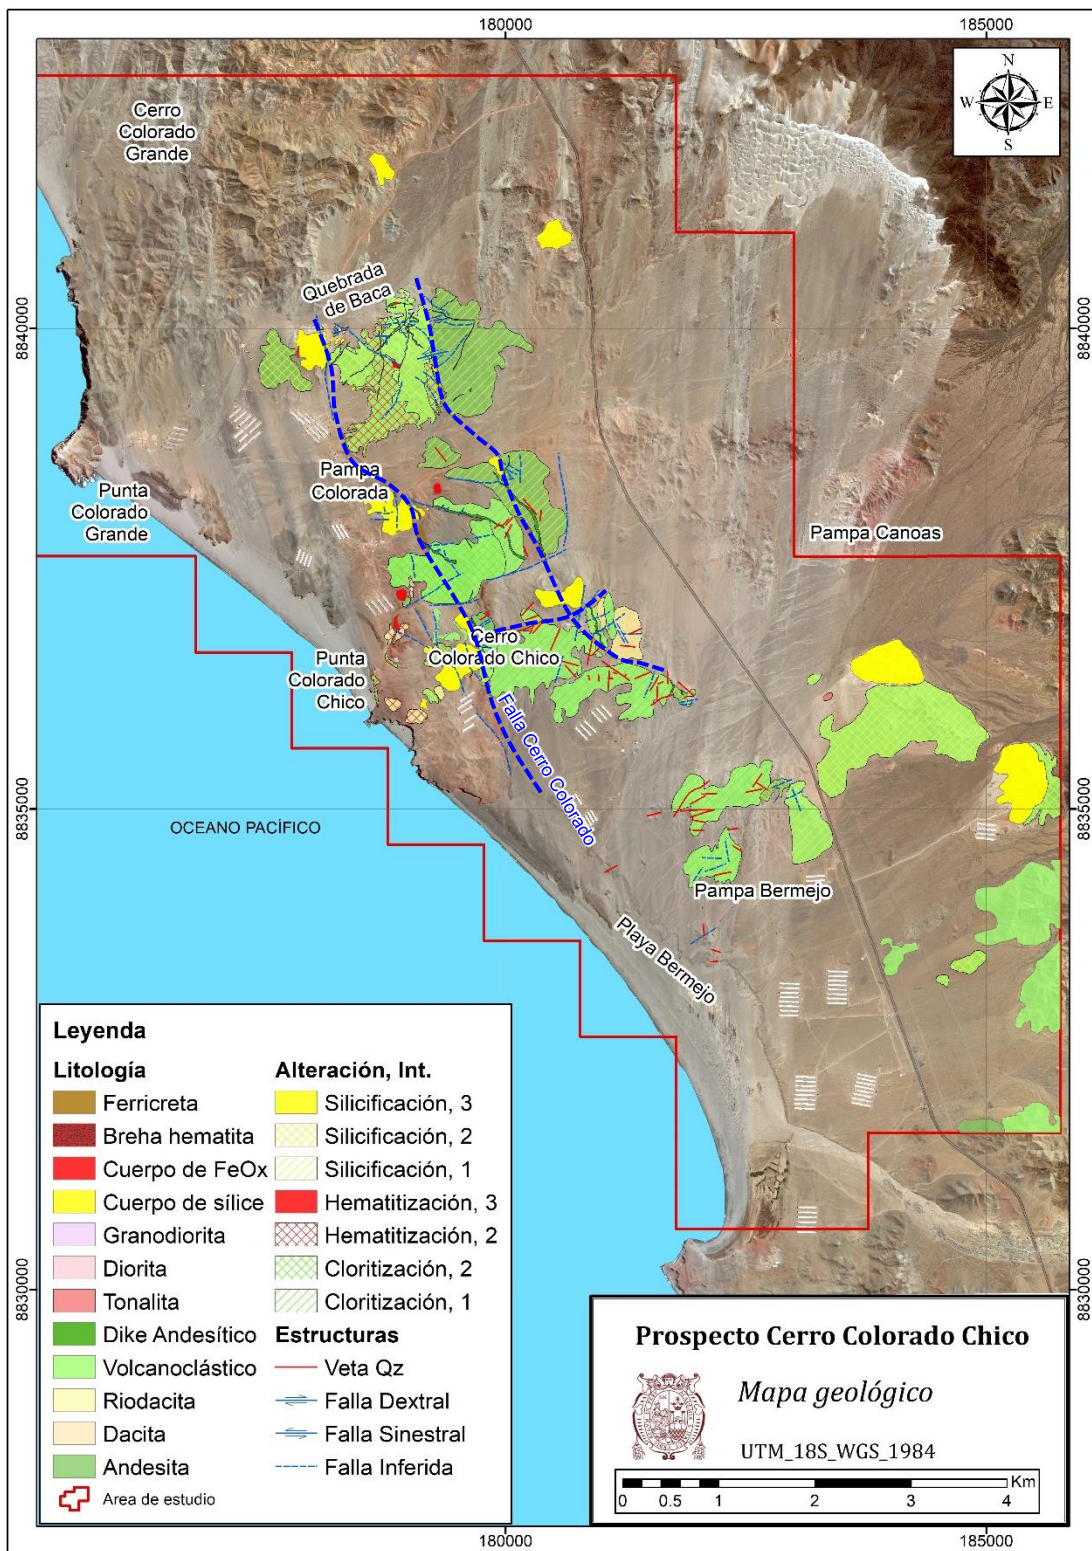 180000
185000
N
W
E
S
Cerro
Colorado
Grande
Quebrada
de Baca
8840000
8840000
Pampa
Colorada
Punta
Colorado
Grande
Pampa Canoas
Cerro
Colorado Chico
Punta
Colorado
Chico
Falla Cerro Colorado
8835000
8835000
OCEANO PACÍFICO
Pampa Bermejo
Playa Bermejo
Leyenda
Litología
Ferricreta
Breha hematita
Cuerpo de FeOx
Cuerpo de sílice
Granodiorita
Diorita
Tonalita
Dike Andesítico
Volcanoclástico
Riodacita
Dacita
Andesita
Area de estudio
Alteración, Int.
Silicificación, 3
Silicificación, 2
Silicificación, 1
Hematitización, 3
Hematitización, 2
Cloritización, 2
Cloritización, 1
Estructuras
Veta Qz
Falla Dextral
Falla Sinestral
Falla Inferida
8830000
8830000
Prospecto Cerro Colorado Chico
Mapa geológico
UTM_18S_WGS_1984
Km
0 0.5 1 2 3 4
180000
185000